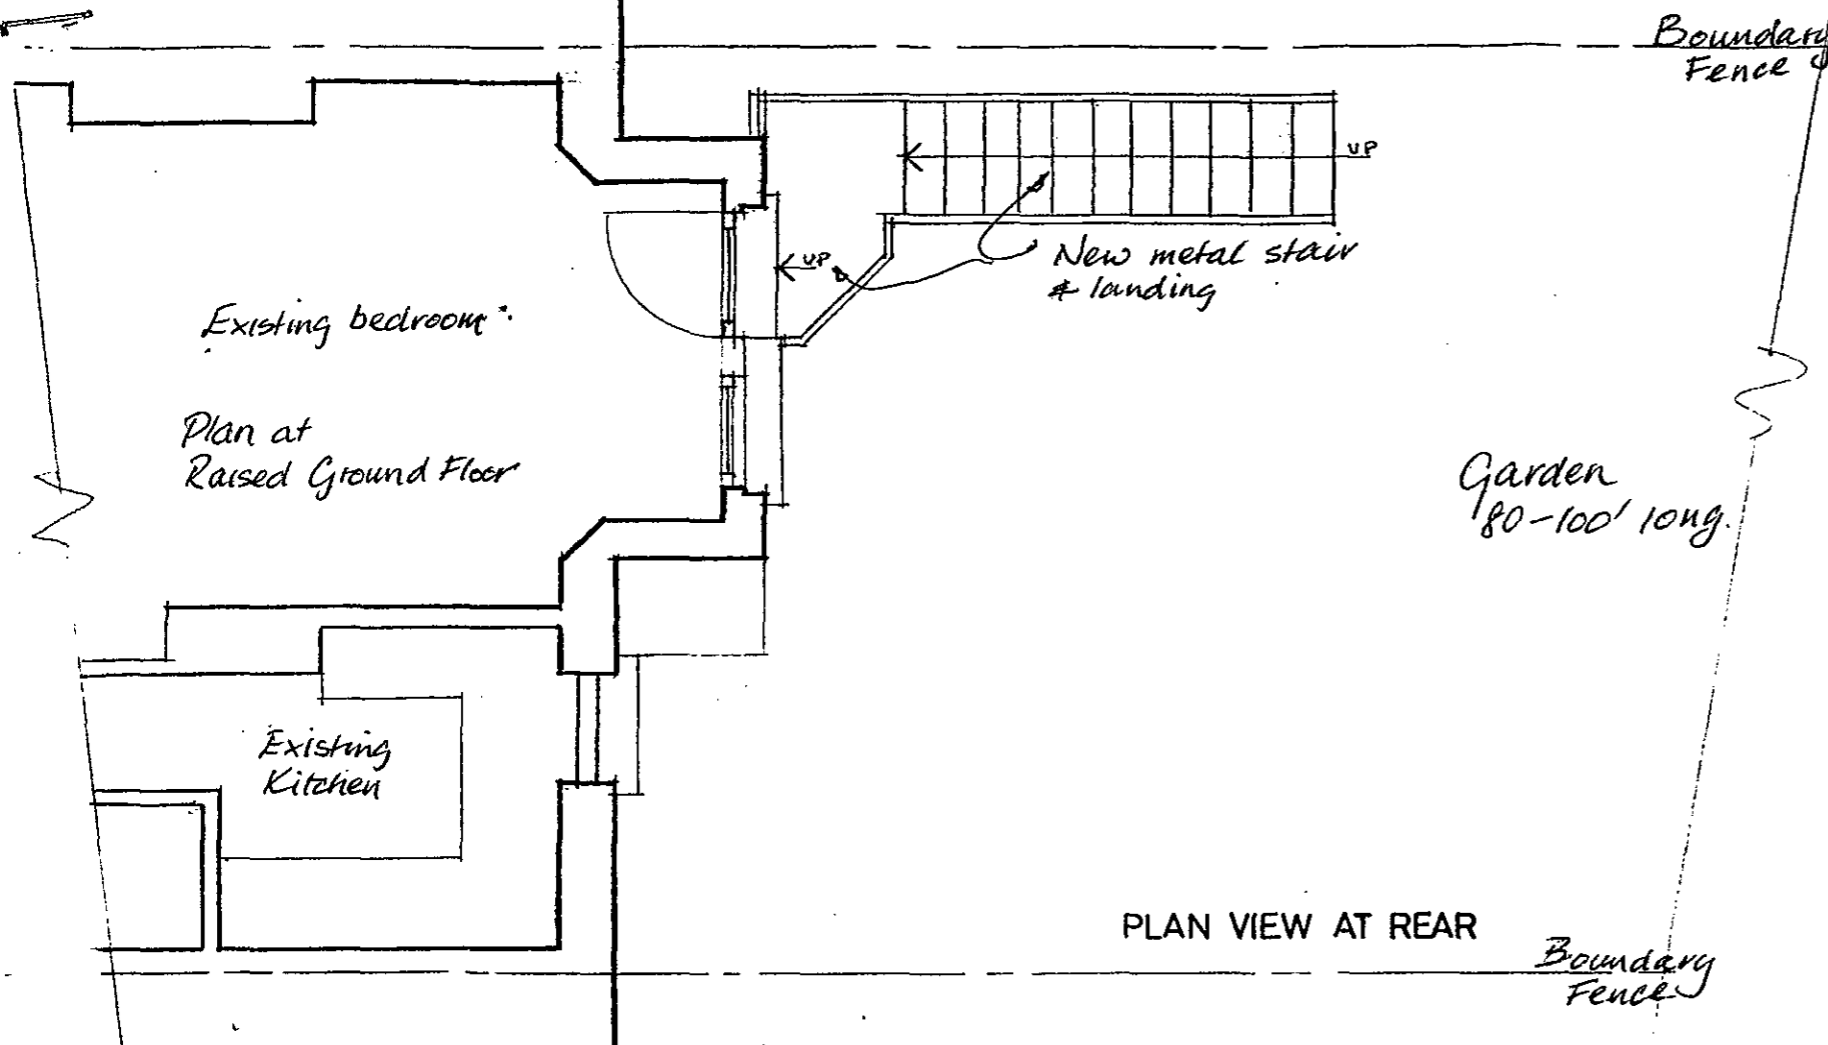 Boundary
Fence
UP
UP
New metal stair
& landing
Existing bedroom
Plan at
Raised Ground Floor
Garden
80-100' long.
Existing
Kitchen
PLAN VIEW AT REAR
Boundary
Fence